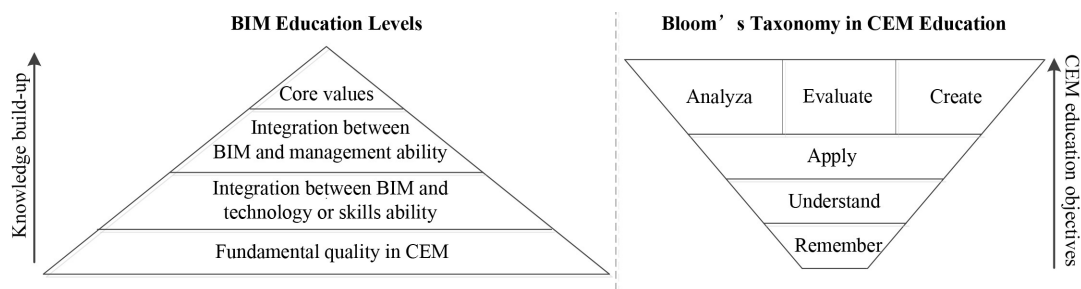 BIM Education Levels
Knowledge build-up
Core values
Integration between
BIM and management ability
Integration between BIM and
technology or skills ability
Fundamental quality in CEM
Bloom’s Taxonomy in CEM Education
Analyza
Evaluate
Create
Apply
Understand
Remember
CEM education objectives